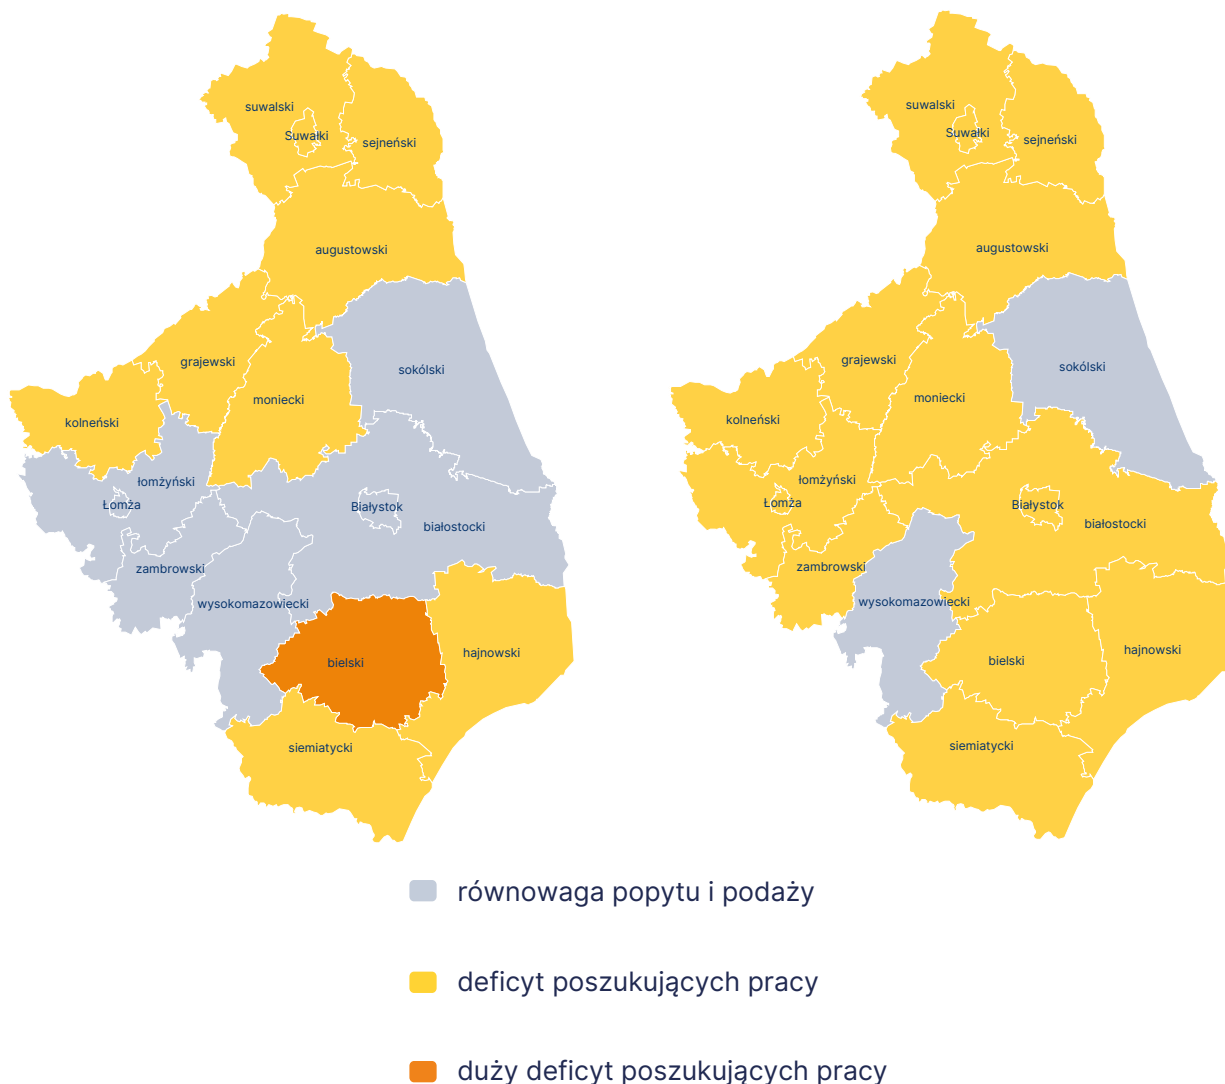 suwalski
Suwałki
sejneński
augustowski
grajewski
sokólski
moniecki
kolneński
łomżyński
Łomża
Białystok
białostocki
zambrowski
wysokomazowiecki
bielski
hajnowski
siemiatycki
suwalski
Suwałki
sejneński
augustowski
grajewski
sokólski
moniecki
kolneński
łomżyński
Łomża
Białystok
białostocki
zambrowski
wysokomazowiecki
bielski
hajnowski
siemiatycki
równowaga popytu i podaży
deficyt poszukujących pracy
duży deficyt poszukujących pracy